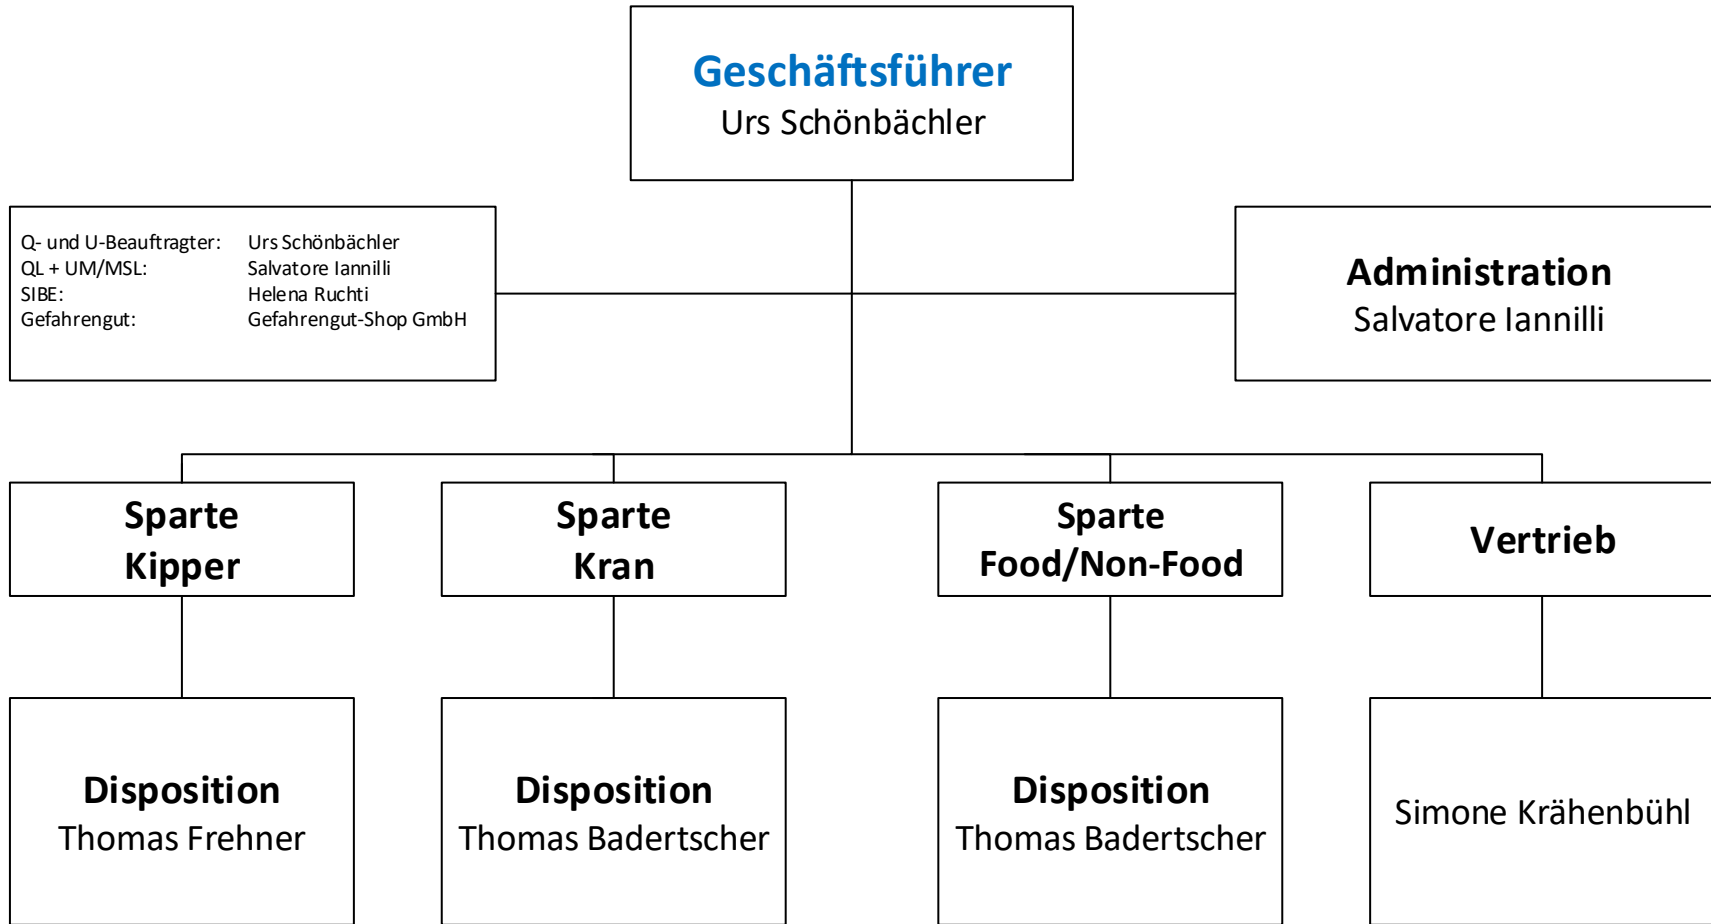 Geschäftsführer
Urs Schönbächler
Q- und U-Beauftragter: Urs Schönbächler
QL + UM/MSL: Salvatore Iannilli
SIBE: Helena Ruchti
Gefahrengut: Gefahrengut-Shop GmbH
Administration
Salvatore Iannilli
Sparte
Kipper
Sparte
Kran
Sparte
Food/Non-Food
Vertrieb
Disposition
Thomas Frehner
Disposition
Thomas Badertscher
Disposition
Thomas Badertscher
Simone Krähenbühl